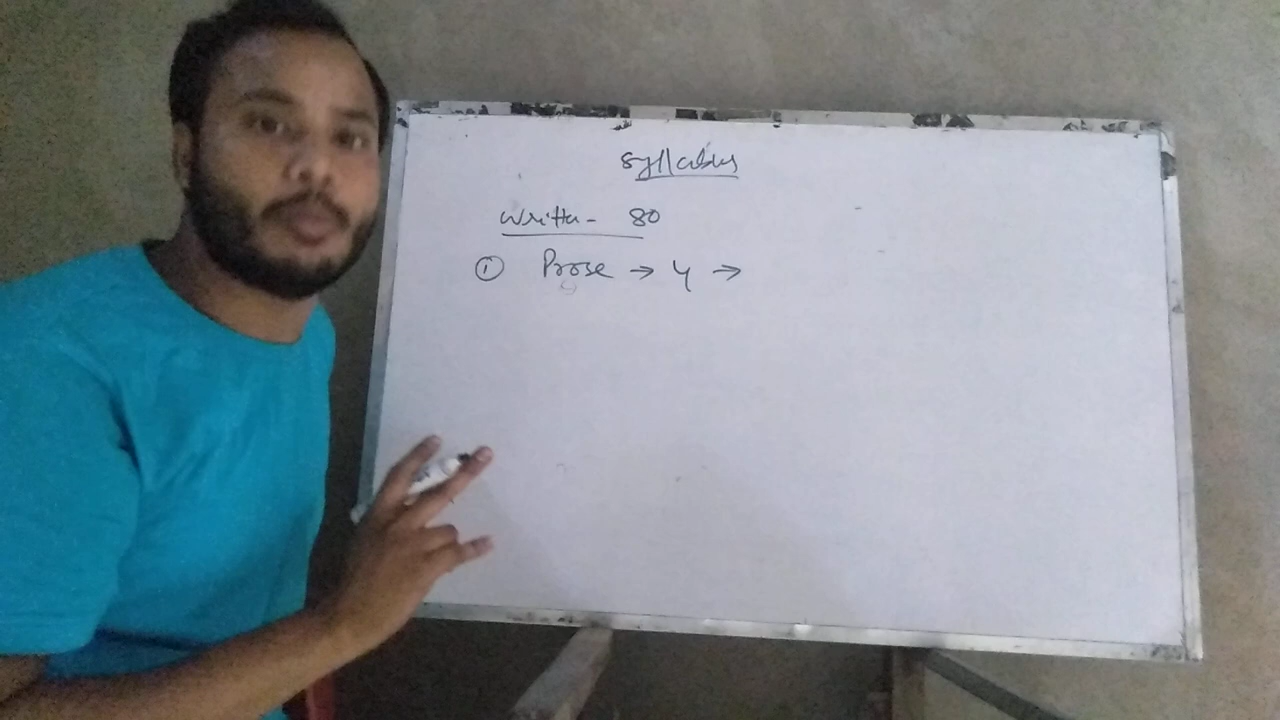 Syllabus
Written - 80
① Prose → 4 →